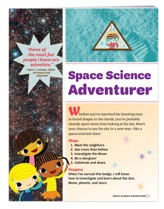 "Some of
the most fun
people I know are
scientists."
Space Science
Adventurer
Whether you've searched for shooting stars
or found shapes in the clouds, you've probably
already spent some time looking at the sky. Here's
your chance to see the sky in a new way—like a
space scientist does!
Steps
1. Meet the neighbors
2. See more than before
3. Investigate the Moon
4. Be a stargazer
5. Celebrate and share
Purpose
When I've earned this badge, I will know
how to investigate and learn about the Sun,
Moon, planets, and stars.
SPACE SCIENCE ADVENTURER